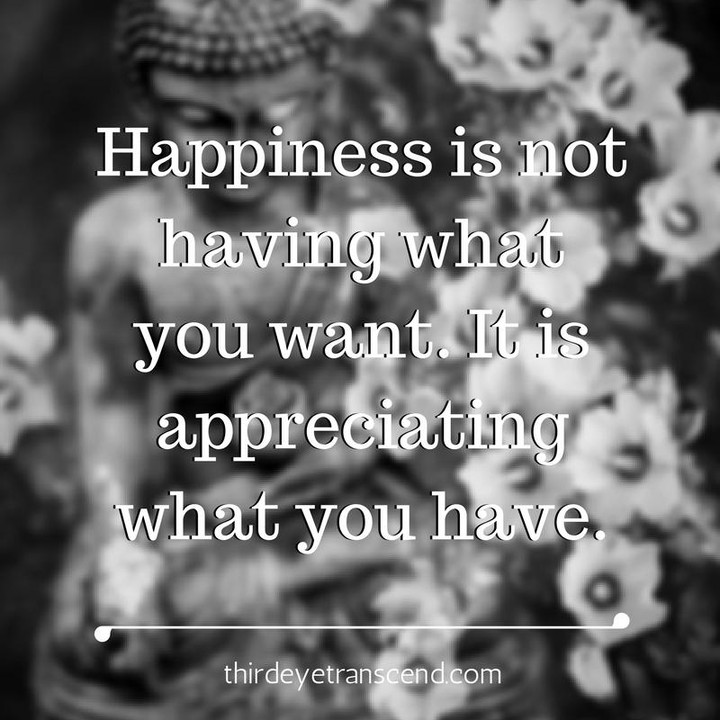 Happiness is not
having what
you want. It is
appreciating
what you have.
thirdeyetranscend.com